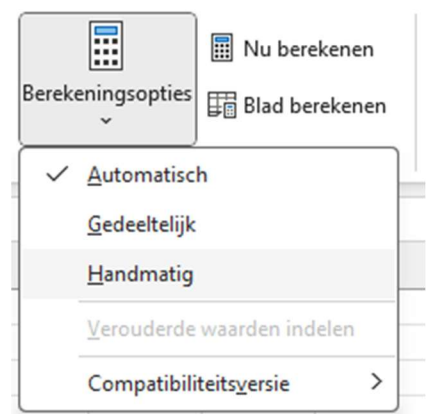 Berekeningsopties
Nu berekenen
Blad berekenen
Automatisch
Gedeeltelijk
Handmatig
Verouderde waarden indelen
Compatibiliteitsversie